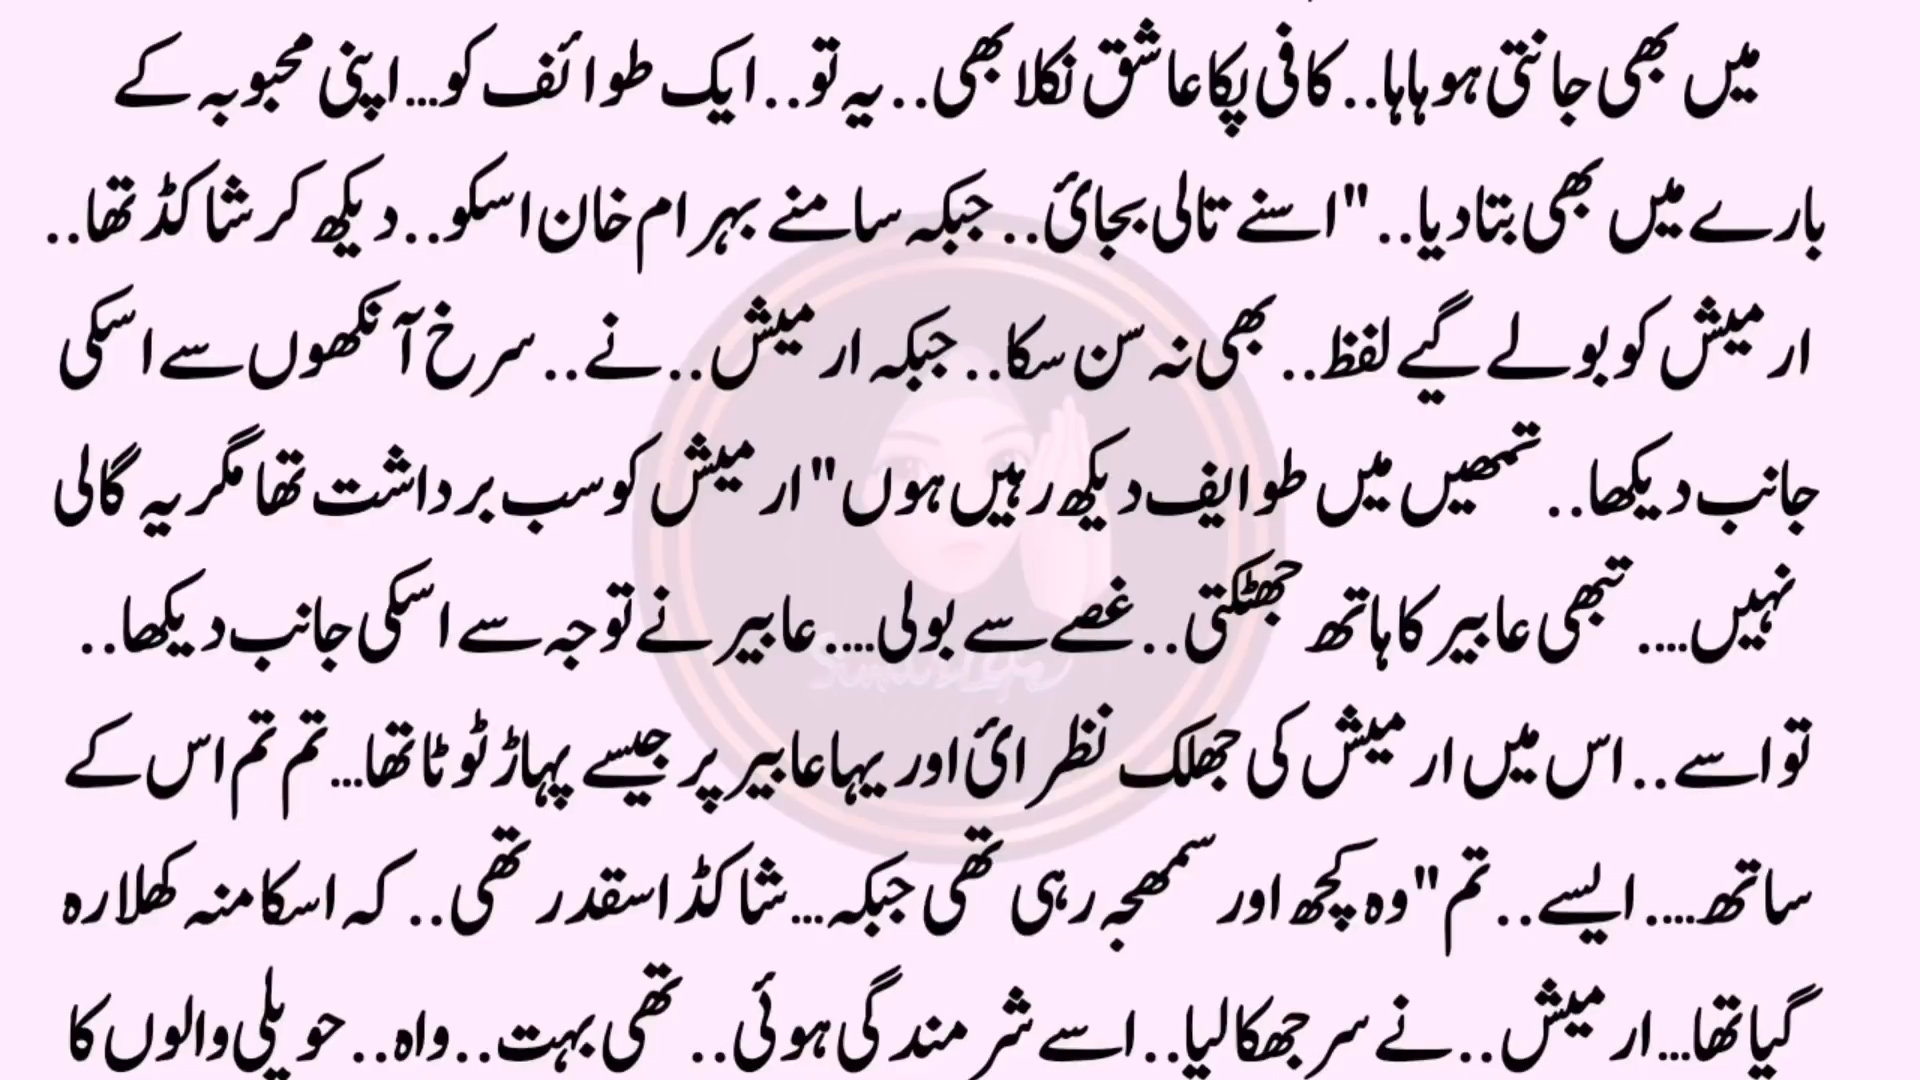 میں بھی جانتی ہو ہاہا.. کافی پکا عاشق نکلا بھی.. یہ تو.. ایک طوائف کو... اپنی محبوبہ کے
بارے میں بھی بتا دیا.." اسنے تالی بجائ.. جبکہ سامنے بہرام خان اسکو.. دیکھ کر شاکڈ تھا..
ارمیش کو بولے گیے لفظ.. بھی نہ سن سکا.. جبکہ ارمیش.. نے.. سرخ آنکھوں سے اسکی
جانب دیکھا.. تمھیں میں طوایف دیکھ رہیں ہوں" ارمیش کو سب برداشت تھا مگر یہ گالی
نہیں.... تبھی عابیر کا ہاتھ جھٹکتی.. غصے سے بولی.... عابیر نے توجہ سے اسکی جانب دیکھا..
تو اسے.. اس میں ارمیش کی جھلک نظر ائ اور یہا عابیر پر جیسے پہاڑ ٹوٹا تھا... تم تم اس کے
ساتھ.... ایسے.. تم" وہ کچھ اور سمھجہ رہی تھی جبکہ... شاکڈ اسقدر تھی.. کہ اسکا منہ کھلا رہ
گیا تھا... ارمیش.. نے سر جھکا لیا.. اسے شرمندگی ہوئی.. تھی بہت.. واہ.. حویلی والوں کا